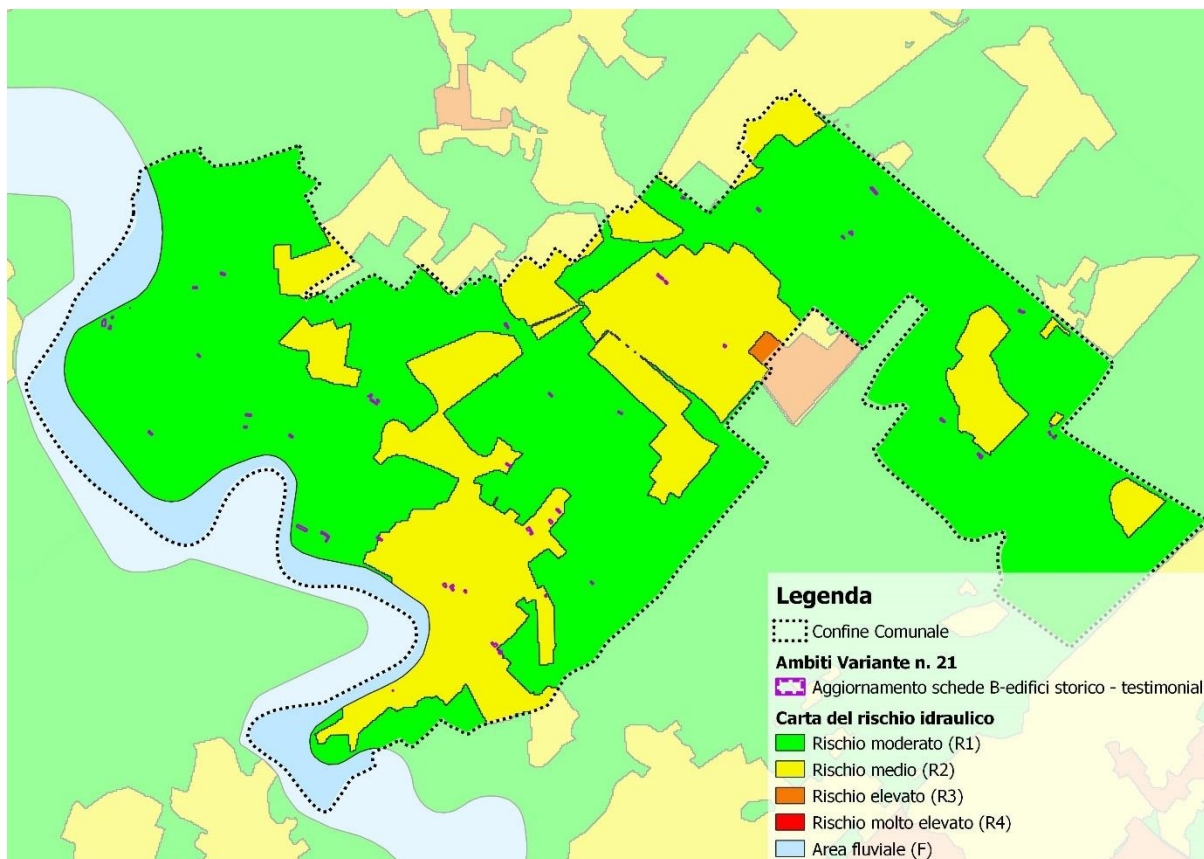 Legenda
Confine Comunale
Ambiti Variante n. 21
Aggiornamento schede B-edifici storico - testimonial
Carta del rischio idraulico
Rischio moderato (R1)
Rischio medio (R2)
Rischio elevato (R3)
Rischio molto elevato (R4)
Area fluviale (F)